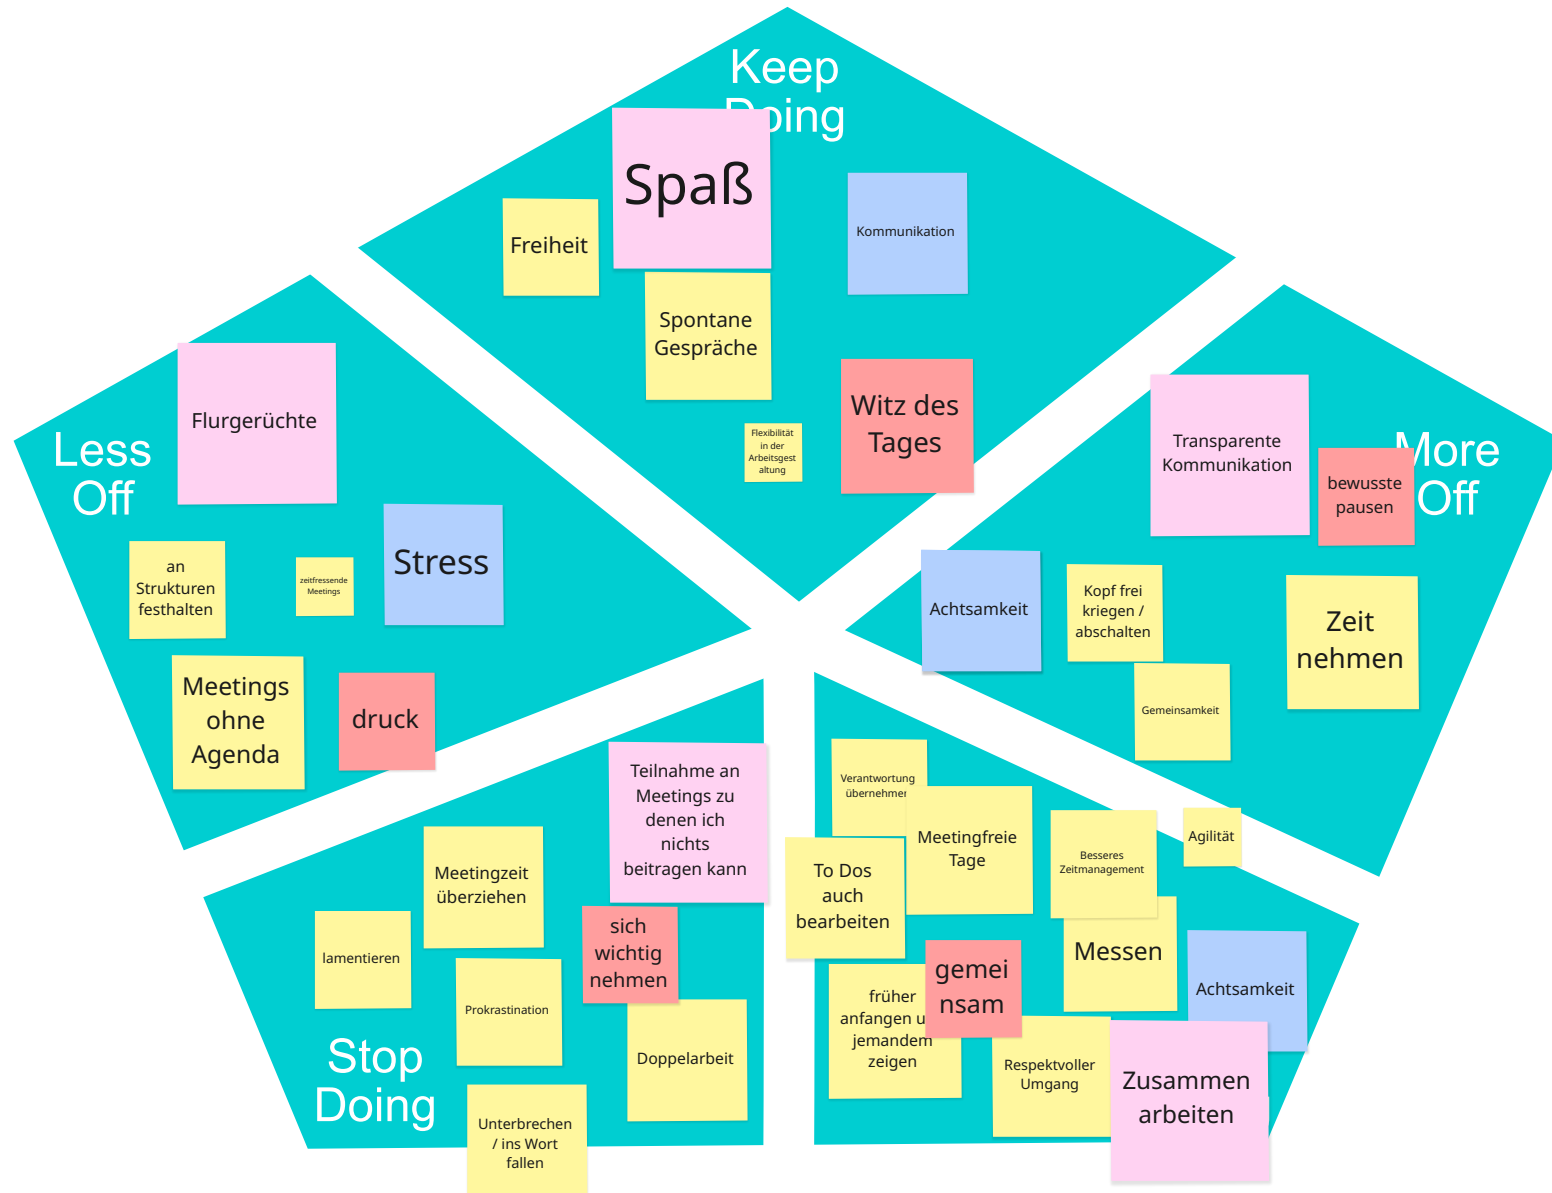 Keep
Doing
Spaß
Freiheit
Kommunikation
Spontane
Gespräche
Witz des
Tages
Flexibilität
in der
Arbeitsgest
altung
Less
Off
Flurgerüchte
Stress
an
Strukturen
festhalten
zeitfressende
Meetings
Meetings
ohne
Agenda
druck
More
Off
Transparente
Kommunikation
bewusste
pausen
Achtsamkeit
Kopf frei
kriegen /
abschalten
Zeit
nehmen
Gemeinsamkeit
Stop
Doing
Teilnahme an
Meetings zu
denen ich
nichts
beitragen kann
Meetingzeit
überziehen
lamentieren
sich
wichtig
nehmen
Prokrastination
Doppelarbeit
Unterbrechen
/ ins Wort
fallen
Verantwortung
übernehmen
Meetingfreie
Tage
To Dos
auch
bearbeiten
Besseres
Zeitmanagement
Agilität
Messen
Achtsamkeit
gemei
nsam
früher
anfangen u
jemandem
zeigen
Respektvoller
Umgang
Zusammen
arbeiten